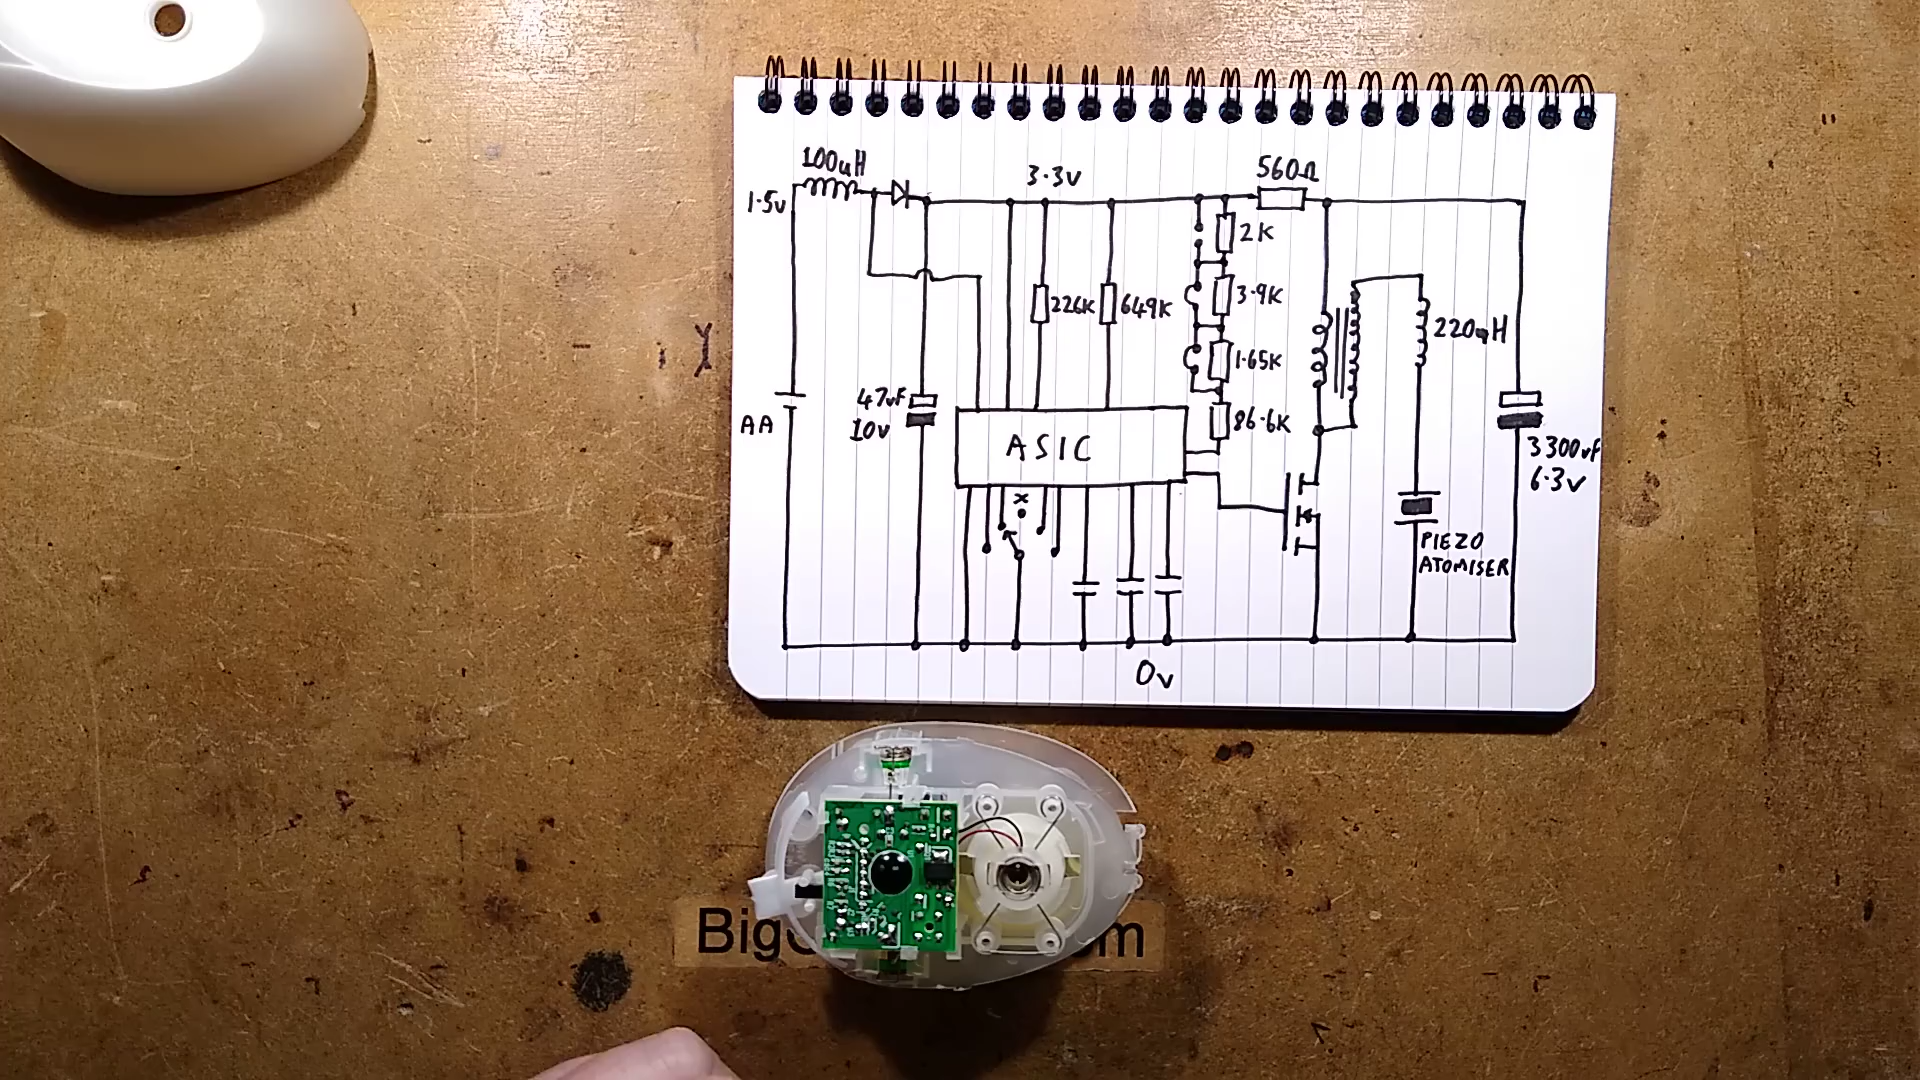 100uH
1.5v
3.3v
560Ω
2K
3.9K
226K
649K
1.65K
220uH
47uF
10v
AA
86.6K
ASIC
3300uF
6.3v
x
PIEZO
ATOMISER
0v
Big
om